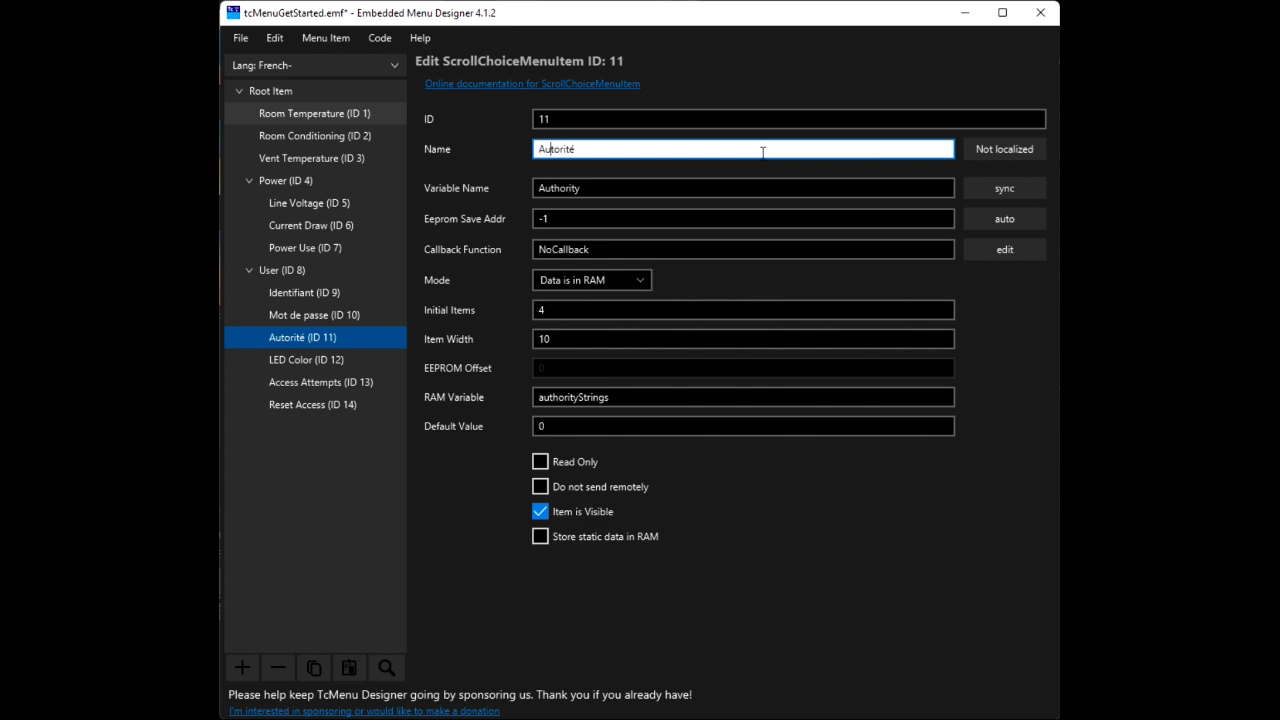 tcMenuGetStarted.emf* - Embedded Menu Designer 4.1.2
File Edit Menu Item Code Help
Lang: French-
Edit ScrollChoiceMenuItem ID: 11
Online documentation for ScrollChoiceMenuItem
Root Item
Room Temperature (ID 1)
Room Conditioning (ID 2)
Vent Temperature (ID 3)
Power (ID 4)
Line Voltage (ID 5)
Current Draw (ID 6)
Power Use (ID 7)
User (ID 8)
Identifiant (ID 9)
Mot de passe (ID 10)
Autorité (ID 11)
LED Color (ID 12)
Access Attempts (ID 13)
Reset Access (ID 14)
ID 11
Name Autorité Not localized
Variable Name Authority sync
Eeprom Save Addr -1 auto
Callback Function NoCallback edit
Mode Data is in RAM
Initial Items 4
Item Width 10
EEPROM Offset 0
RAM Variable authorityStrings
Default Value 0
Read Only
Do not send remotely
Item is Visible
Store static data in RAM
Please help keep TcMenu Designer going by sponsoring us. Thank you if you already have!
I'm interested in sponsoring or would like to make a donation